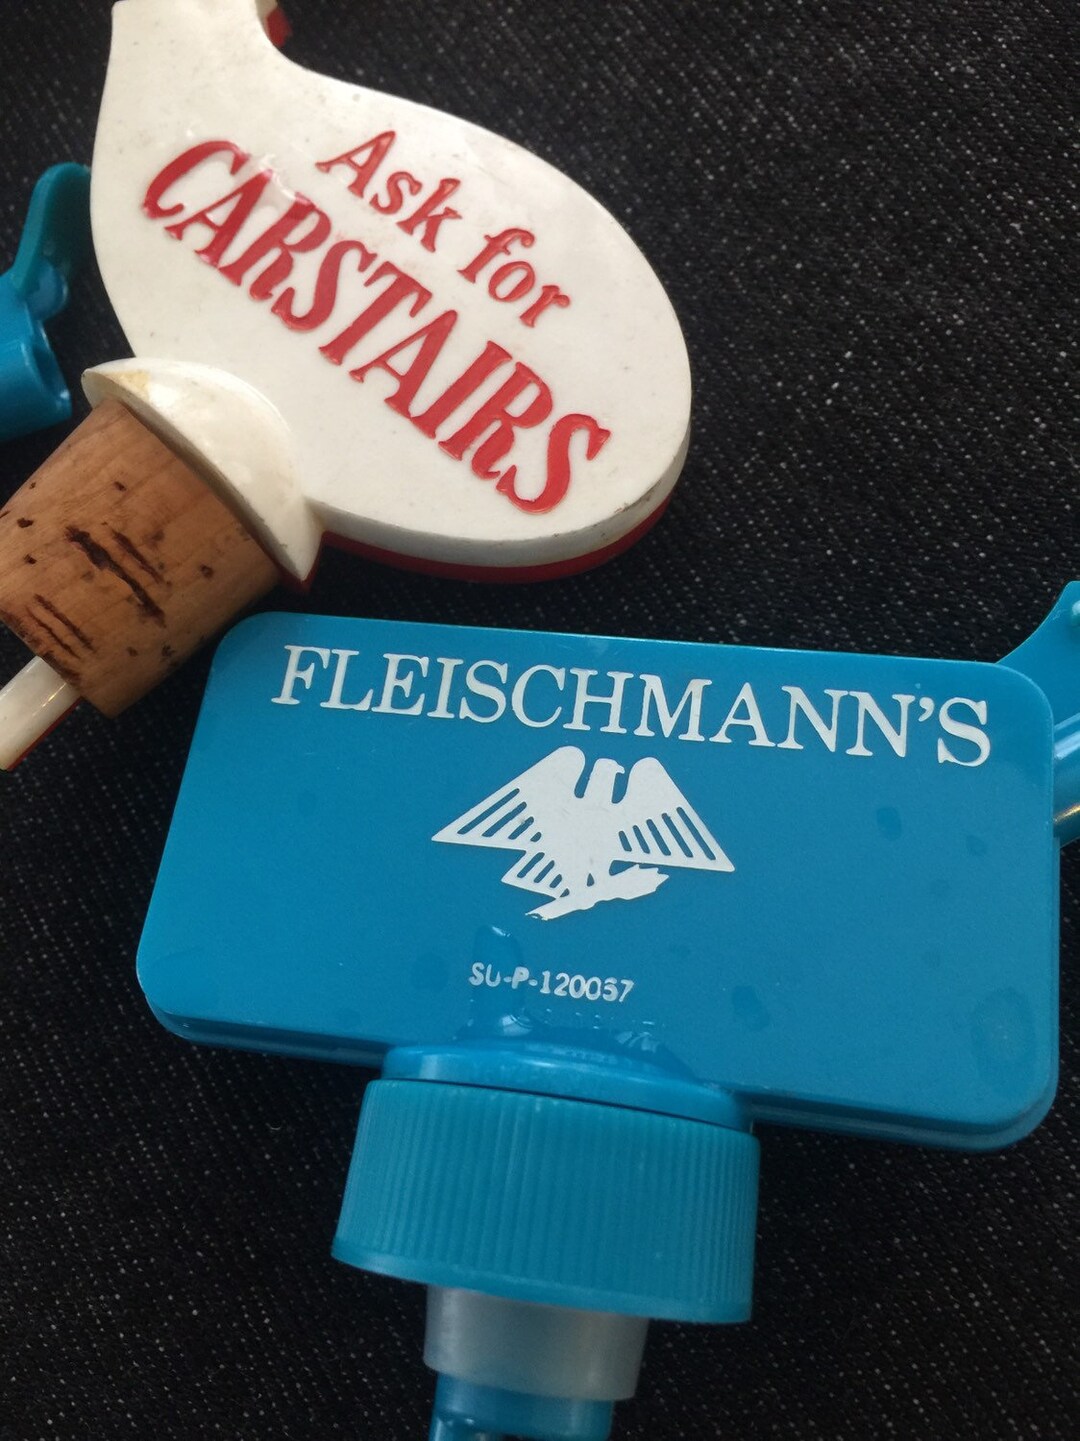 Ask for
CARSTAIRS
FLEISCHMANN'S
SU-P-120057